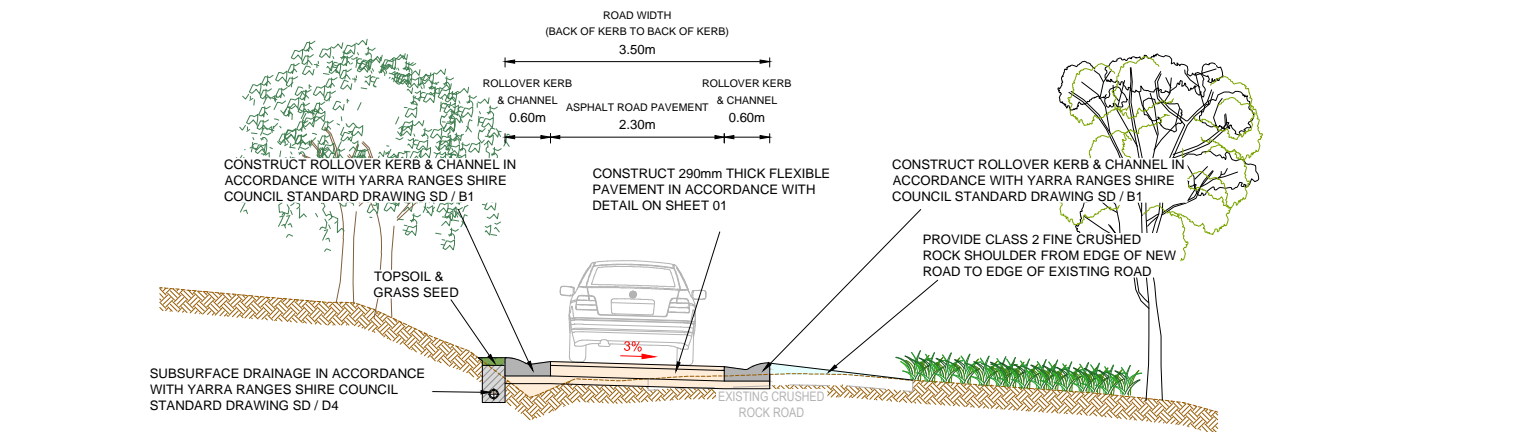 ROAD WIDTH
(BACK OF KERB TO BACK OF KERB)
3.50m
ROLLOVER KERB
& CHANNEL
0.60m
ASPHALT ROAD PAVEMENT
2.30m
ROLLOVER KERB
& CHANNEL
0.60m
CONSTRUCT ROLLOVER KERB & CHANNEL IN
ACCORDANCE WITH YARRA RANGES SHIRE
COUNCIL STANDARD DRAWING SD / B1
CONSTRUCT 290mm THICK FLEXIBLE
PAVEMENT IN ACCORDANCE WITH
DETAIL ON SHEET 01
CONSTRUCT ROLLOVER KERB & CHANNEL IN
ACCORDANCE WITH YARRA RANGES SHIRE
COUNCIL STANDARD DRAWING SD / B1
PROVIDE CLASS 2 FINE CRUSHED
ROCK SHOULDER FROM EDGE OF NEW
ROAD TO EDGE OF EXISTING ROAD
TOPSOIL &
GRASS SEED
3%
SUBSURFACE DRAINAGE IN ACCORDANCE
WITH YARRA RANGES SHIRE COUNCIL
STANDARD DRAWING SD / D4
EXISTING CRUSHED
ROCK ROAD